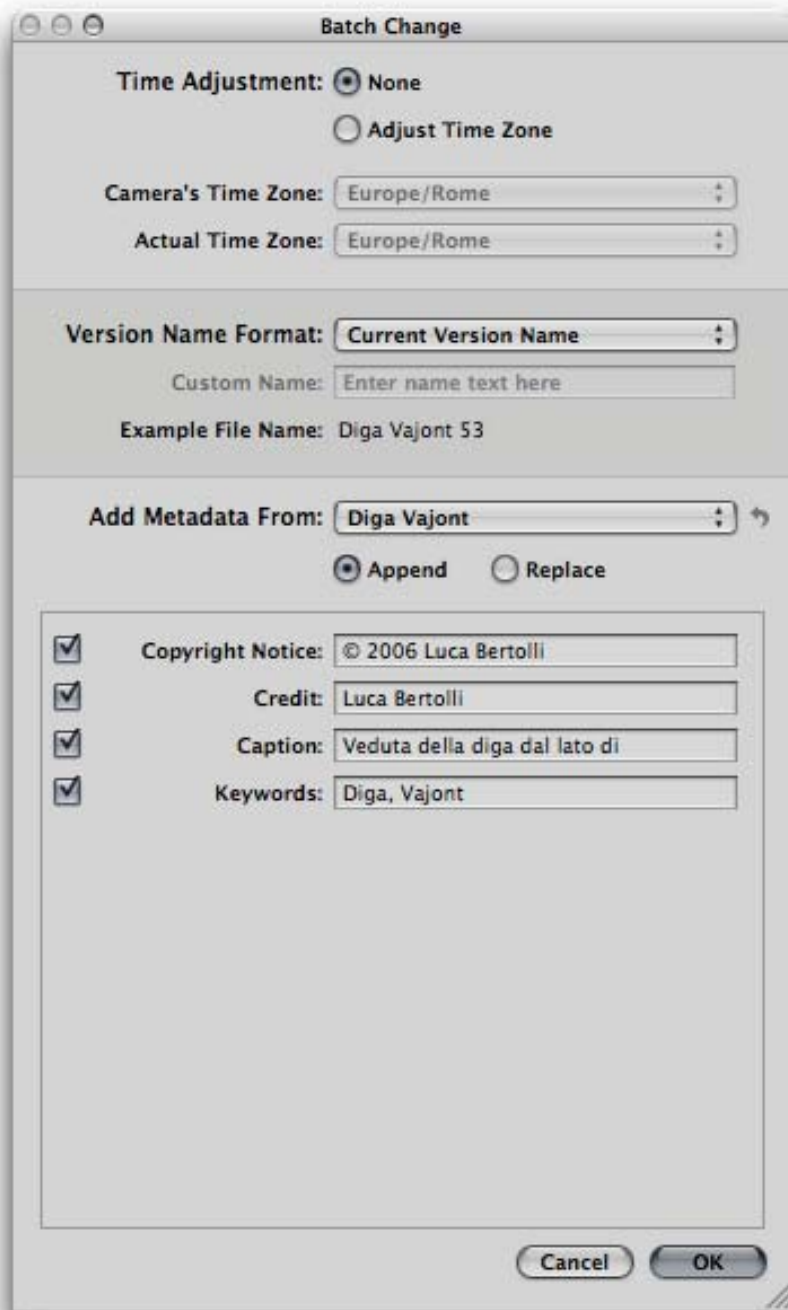 Batch Change
Time Adjustment: None
Adjust Time Zone
Camera's Time Zone: Europe/Rome
Actual Time Zone: Europe/Rome
Version Name Format: Current Version Name
Custom Name: Enter name text here
Example File Name: Diga Vajont 53
Add Metadata From: Diga Vajont
Append Replace
Copyright Notice: © 2006 Luca Bertolli
Credit: Luca Bertolli
Caption: Veduta della diga dal lato di
Keywords: Diga, Vajont
Cancel OK